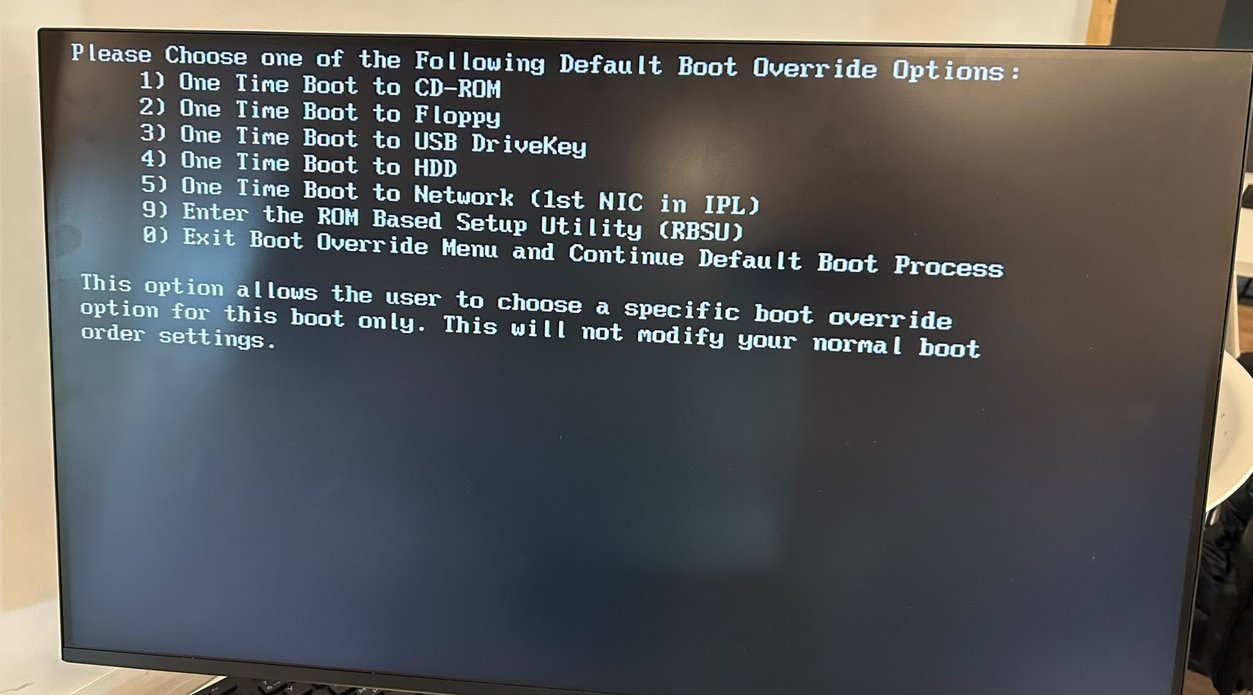 Please Choose one of the Following Default Boot Override Options:
1) One Time Boot to CD-ROM
2) One Time Boot to Floppy
3) One Time Boot to USB DriveKey
4) One Time Boot to HDD
5) One Time Boot to Network (1st NIC in IPL)
9) Enter the ROM Based Setup Utility (RBSU)
0) Exit Boot Override Menu and Continue Default Boot Process
This option allows the user to choose a specific boot override
option for this boot only. This will not modify your normal boot
order settings.